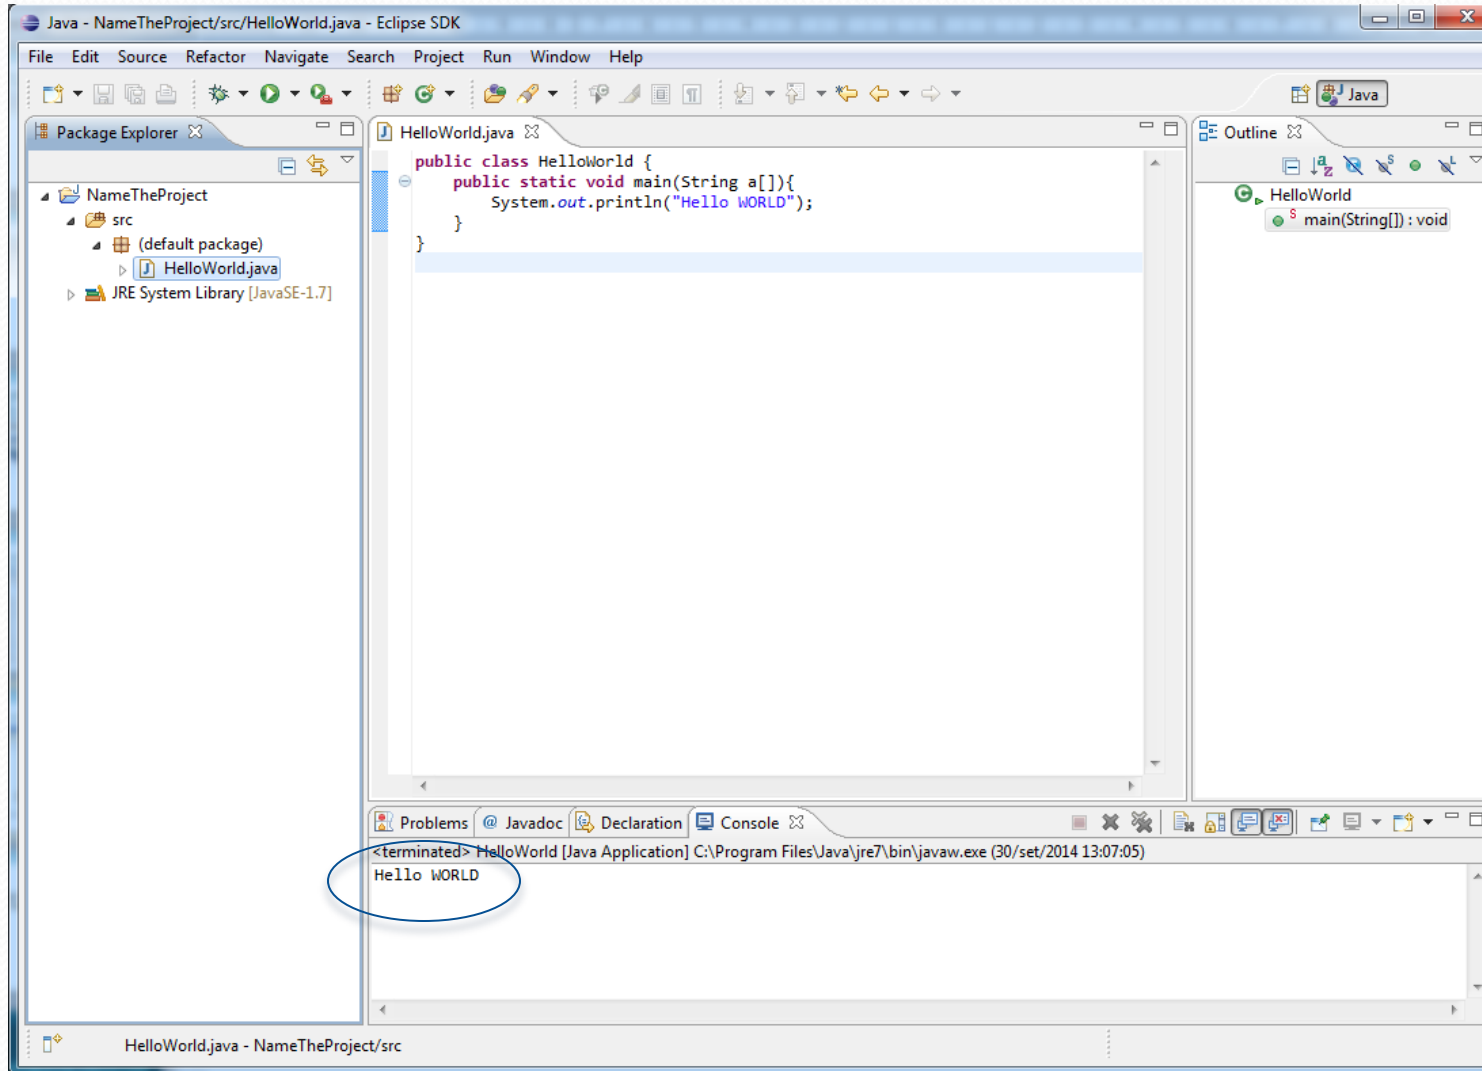 Java - NameTheProject/src/HelloWorld.java - Eclipse SDK
File Edit Source Refactor Navigate Search Project Run Window Help
Java
Package Explorer
NameTheProject
src
(default package)
HelloWorld.java
JRE System Library [JavaSE-1.7]
HelloWorld.java
public class HelloWorld {
public static void main(String a[]){
System.out.println("Hello WORLD");
}
}
Outline
HelloWorld
main(String[]) : void
Problems @ Javadoc Declaration Console
<terminated> HelloWorld [Java Application] C:\Program Files\Java\jre7\bin\javaw.exe (30/set/2014 13:07:05)
Hello WORLD
HelloWorld.java - NameTheProject/src